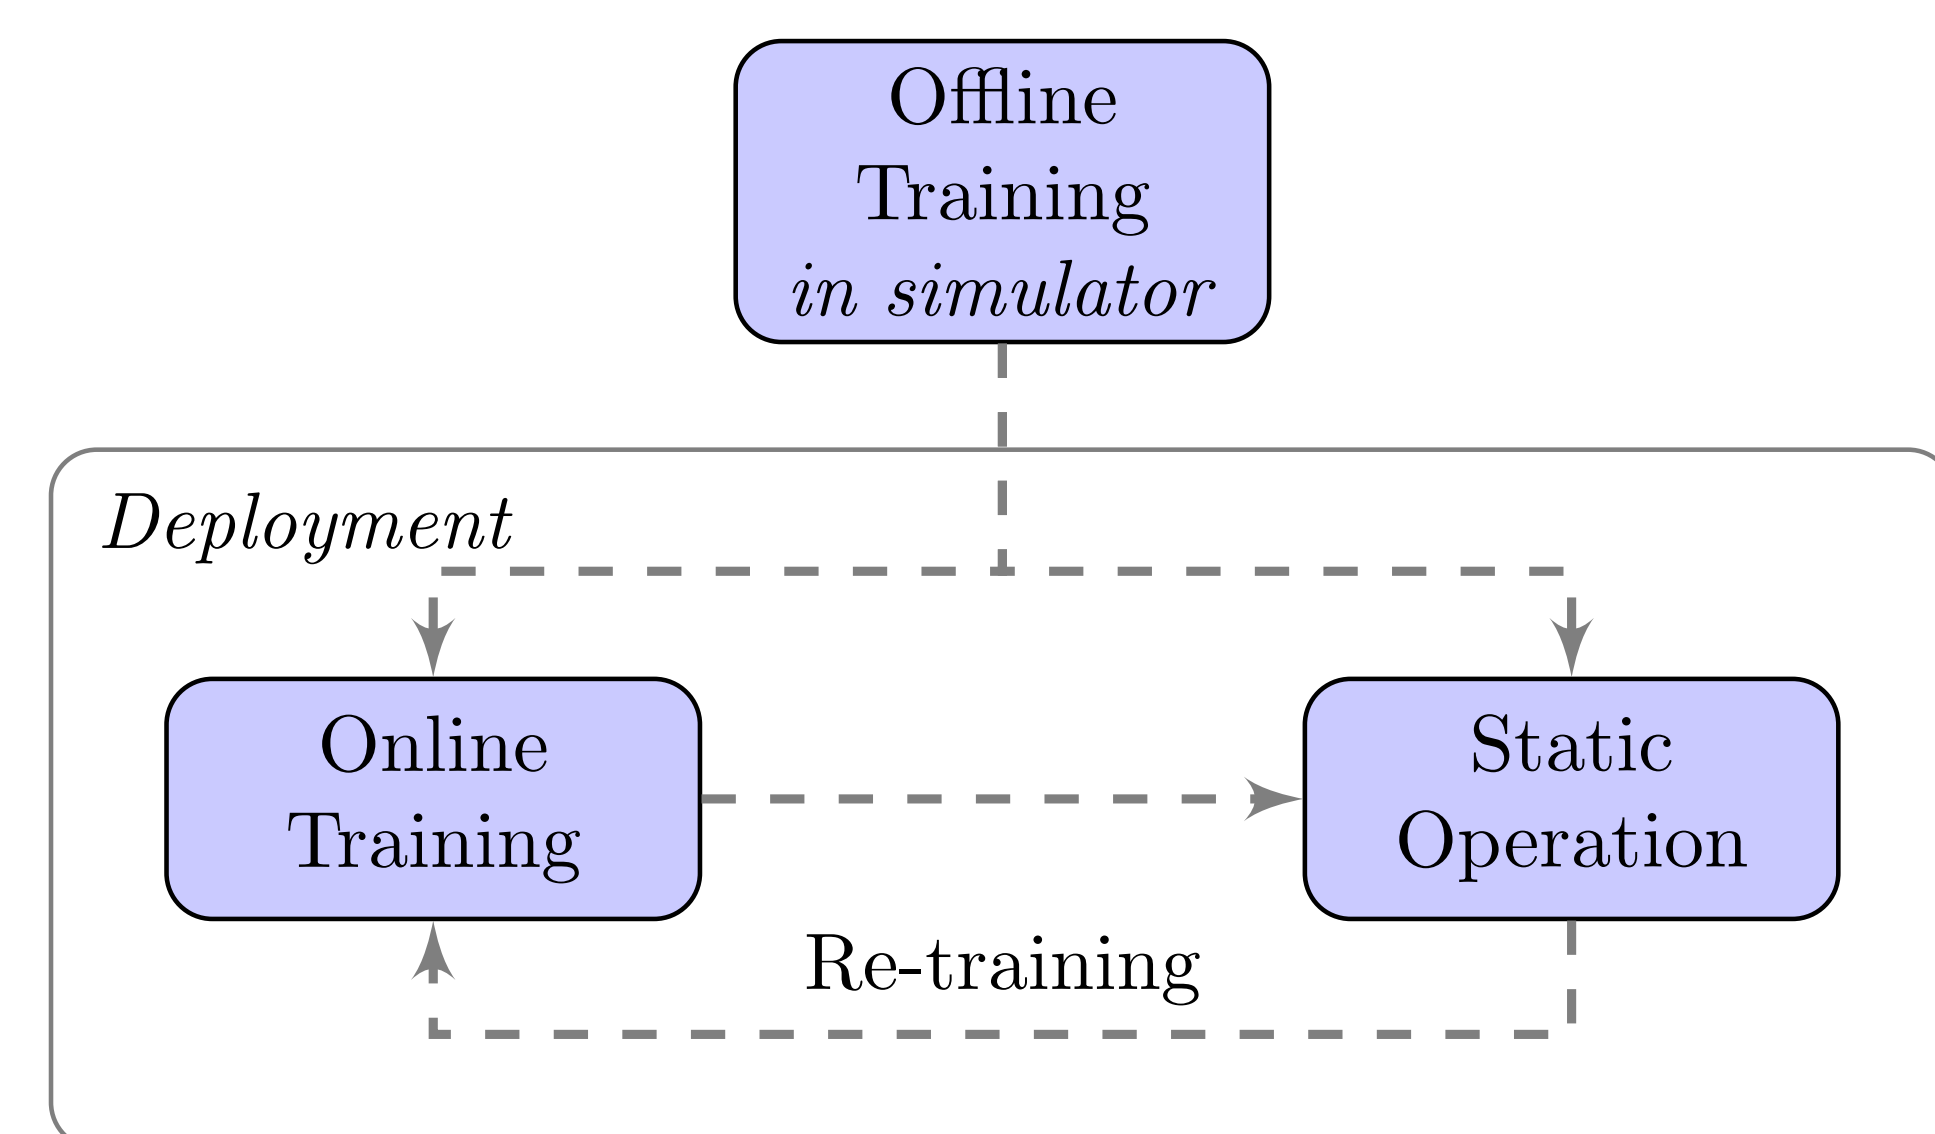 Offline
Training
in simulator
Deployment
Online
Training
Static
Operation
Re-training